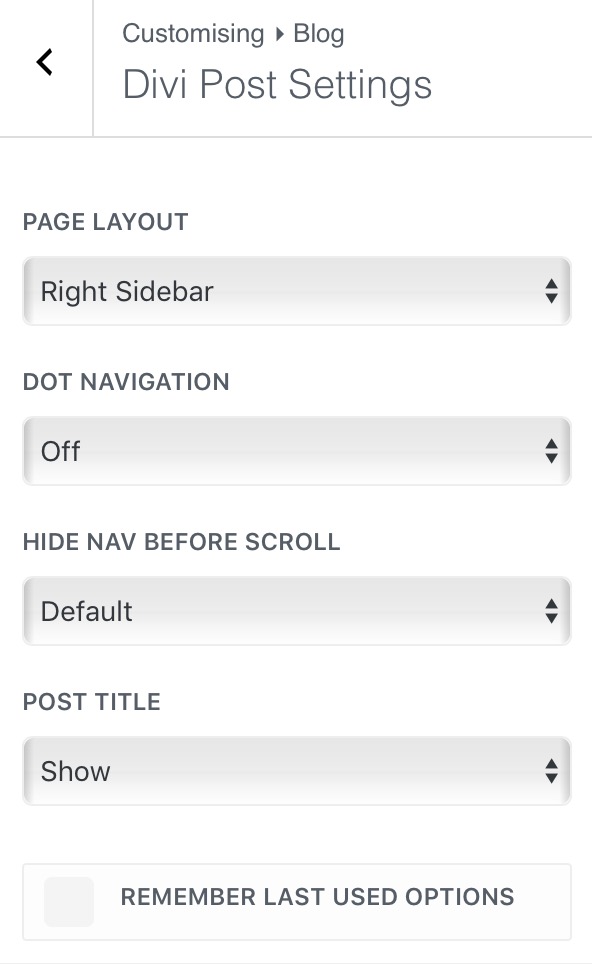 Customising ▸ Blog
Divi Post Settings
PAGE LAYOUT
Right Sidebar
DOT NAVIGATION
Off
HIDE NAV BEFORE SCROLL
Default
POST TITLE
Show
REMEMBER LAST USED OPTIONS